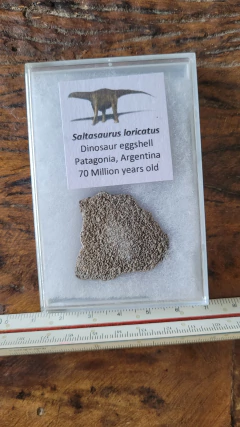 Saltasaurus loricatus
Dinosaur eggshell
Patagonia, Argentina
70 Million years old